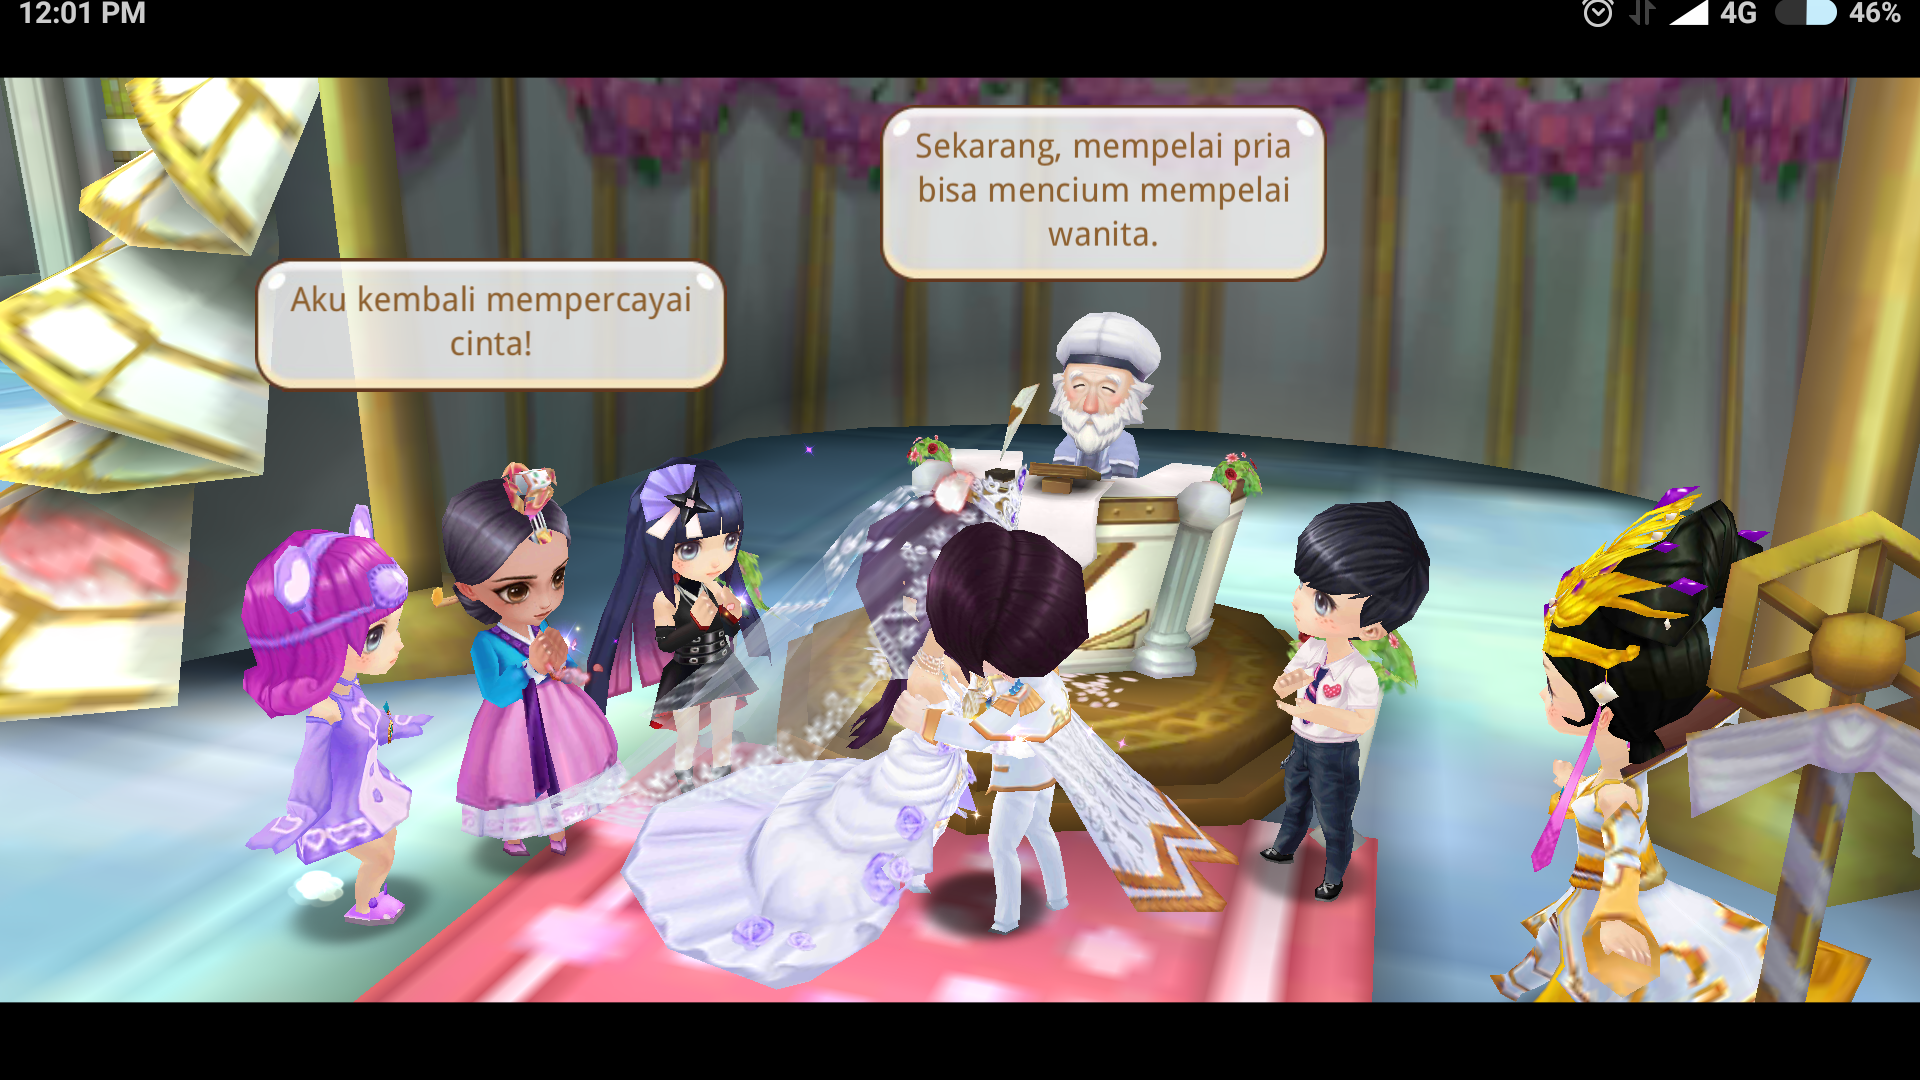 12:01 PM
4G
46%
Sekarang, mempelai pria
bisa mencium mempelai
wanita.
Aku kembali mempercayai
cinta!